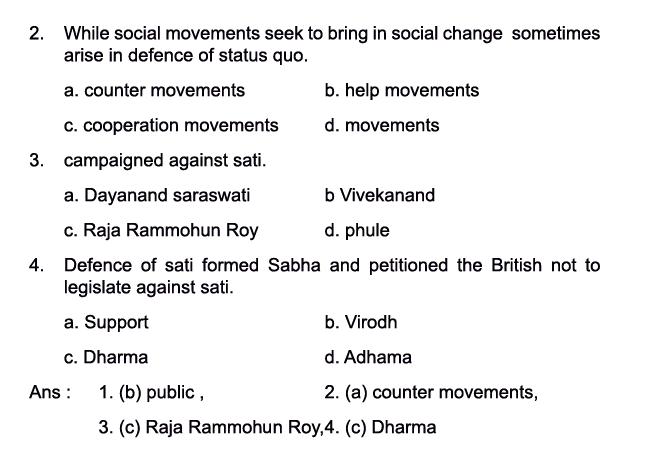 2. While social movements seek to bring in social change sometimes
arise in defence of status quo.
a. counter movements b. help movements
c. cooperation movements d. movements
3. campaigned against sati.
a. Dayanand saraswati b Vivekanand
c. Raja Rammohun Roy d. phule
4. Defence of sati formed Sabha and petitioned the British not to
legislate against sati.
a. Support b. Virodh
c. Dharma d. Adhama
Ans : 1. (b) public , 2. (a) counter movements,
3. (c) Raja Rammohun Roy,4. (c) Dharma